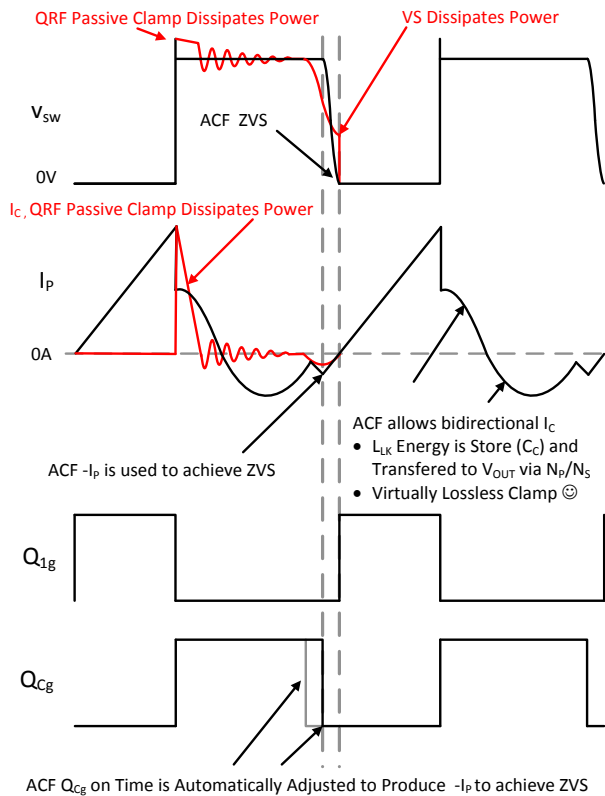 QRF Passive Clamp Dissipates Power
VS Dissipates Power
Vsw
ACF ZVS
0V
IC, QRF Passive Clamp Dissipates Power
IP
0A
ACF allows bidirectional IC
• LLK Energy is Store (CC) and
Transfered to VOUT via NP/NS
• Virtually Lossless Clamp ☺
ACF -IP is used to achieve ZVS
Q1g
QCg
ACF QCg on Time is Automatically Adjusted to Produce -IP to achieve ZVS